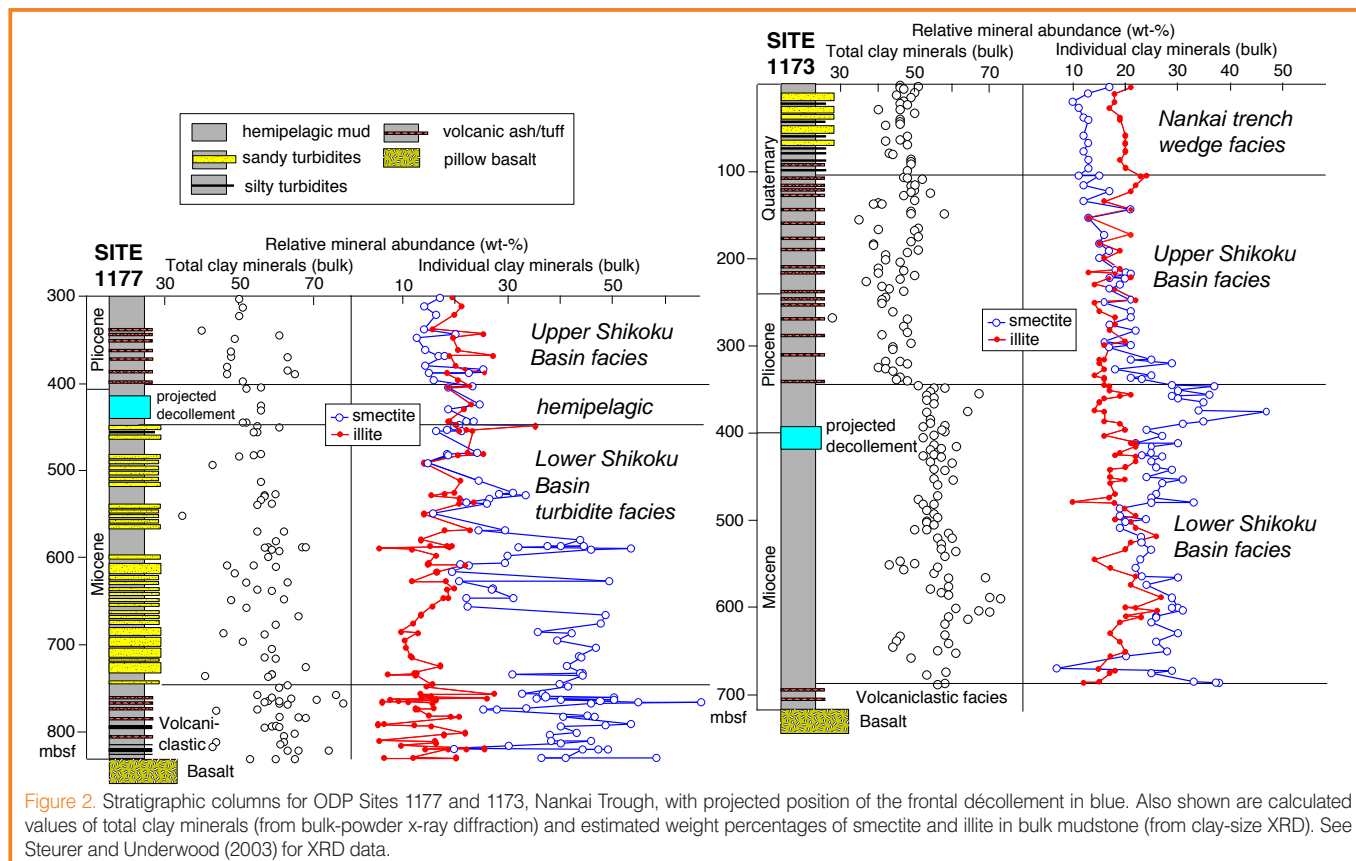 hemipelagic mud
sandy turbidites
silty turbidites
volcanic ash/tuff
pillow basalt
SITE
1177
Relative mineral abundance (wt-%)
Total clay minerals (bulk)
Individual clay minerals (bulk)
30 50 70
10 30 50
300
400
500
600
700
800
mbsf
Pliocene
Miocene
projected
decollement
smectite
illite
Upper Shikoku
Basin facies
hemipelagic
Lower Shikoku
Basin
turbidite facies
Volcani-
clastic
Basalt
SITE
1173
Relative mineral abundance (wt-%)
Total clay minerals (bulk)
Individual clay minerals (bulk)
30 50 70
10 20 30 40 50
100
200
300
400
500
600
700
mbsf
Quaternary
Pliocene
Miocene
projected
decollement
smectite
illite
Nankai trench
wedge facies
Upper Shikoku
Basin facies
Lower Shikoku
Basin facies
Volcaniclastic facies
Basalt
Figure 2. Stratigraphic columns for ODP Sites 1177 and 1173, Nankai Trough, with projected position of the frontal décollement in blue. Also shown are calculated
values of total clay minerals (from bulk-powder x-ray diffraction) and estimated weight percentages of smectite and illite in bulk mudstone (from clay-size XRD). See
Steurer and Underwood (2003) for XRD data.